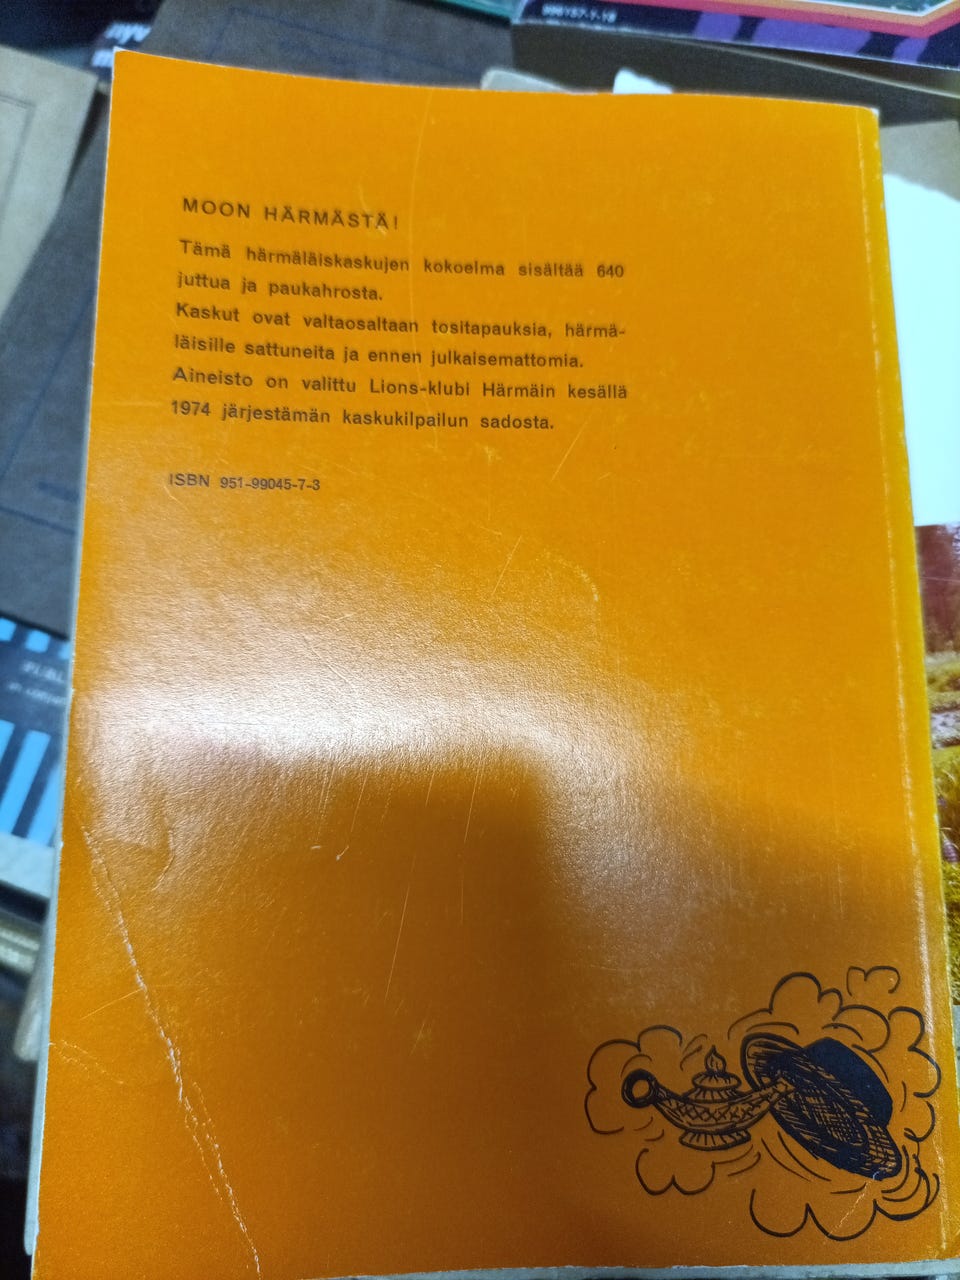 MOON HÄRMÄSTÄ!
Tämä härmäläiskaskujen kokoelma sisältää 640
juttua ja paukahrosta.
Kaskut ovat valtaosaltaan tositapauksia, härmä-
läisille sattuneita ja ennen julkaisemattomia.
Aineisto on valittu Lions-klubi Härmäin kesällä
1974 järjestämän kaskukilpailun sadosta.
ISBN 951-99045-7-3